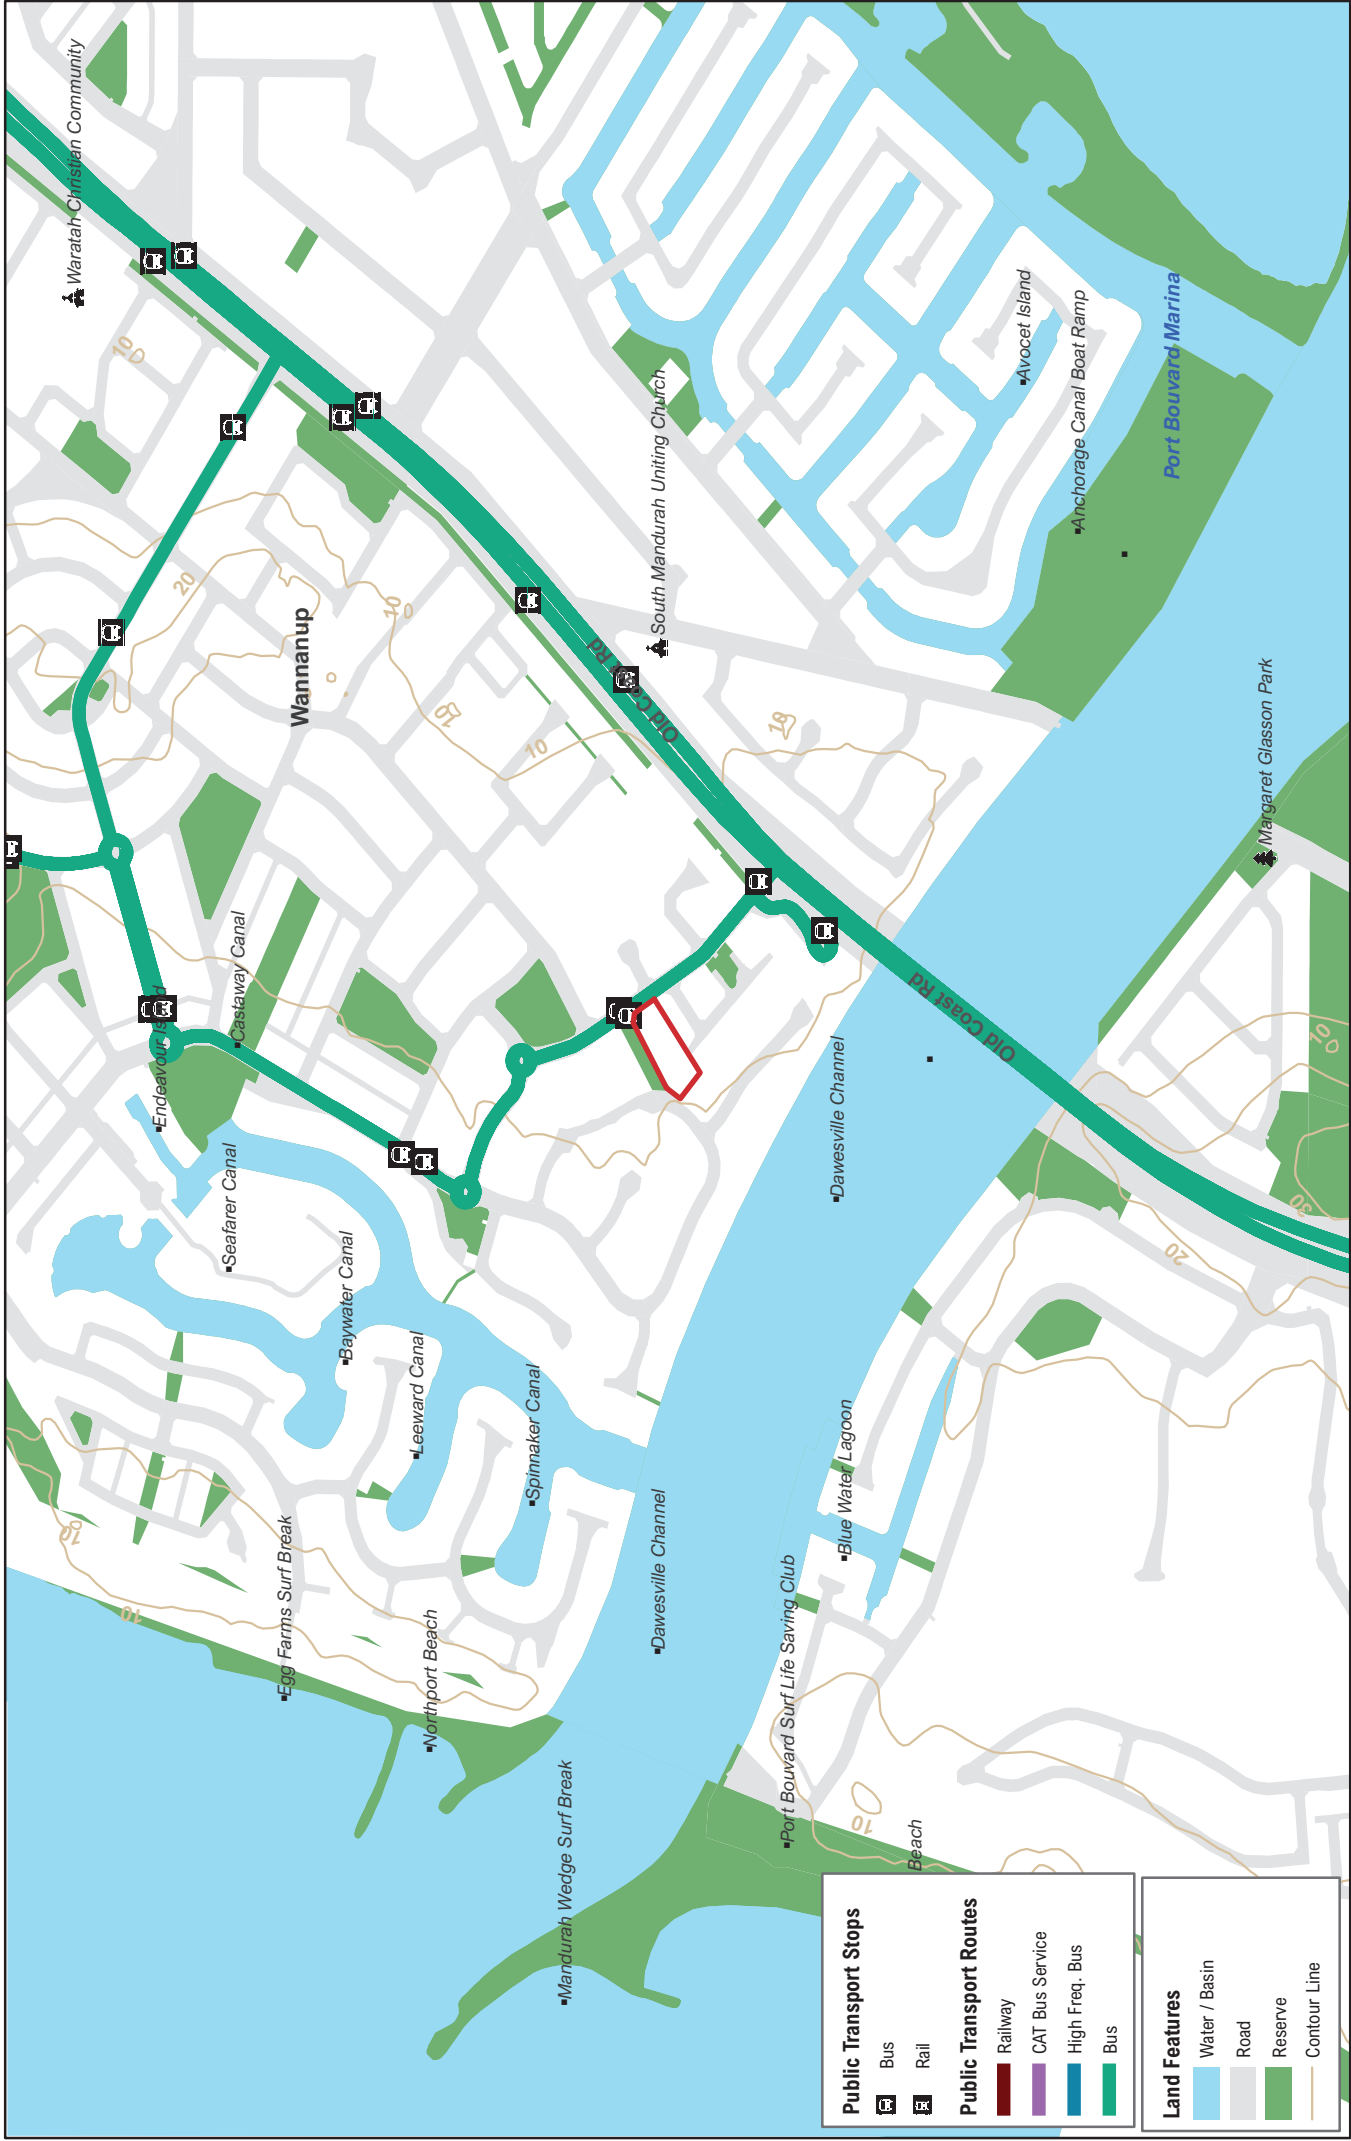 Waratah Christian Community
10
10
10
Endeavour Island
20
Seafarer Canal
Castaway Canal
Egg Farms Surf Break
Wannanup
Baywater Canal
10
Leeward Canal
Northport Beach
10
Spinnaker Canal
10
Mandurah Wedge Surf Break
Old Coast Rd
Dawesville Channel
South Mandurah Uniting Church
10
Port Bouvard Surf Life Saving Club
Dawesville Channel
Blue Water Lagoon
10
Beach
Old Coast Rd
Avocet Island
Anchorage Canal Boat Ramp
Port Bouvard Marina
20
Margaret Glasson Park
30
10
Public Transport Stops
Bus
Rail
Public Transport Routes
Railway
CAT Bus Service
High Freq. Bus
Bus
Land Features
Water / Basin
Road
Reserve
Contour Line